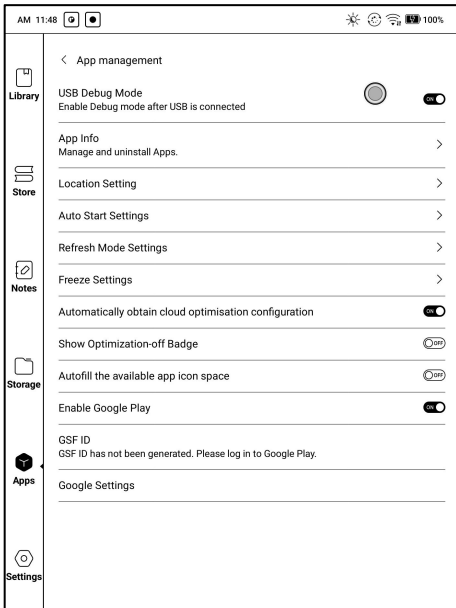 AM 11:48
100%
App management
Library
USB Debug Mode
ON
Enable Debug mode after USB is connected
App Info
Manage and uninstall Apps.
Store
Location Setting
Auto Start Settings
Refresh Mode Settings
Notes
Freeze Settings
Automatically obtain cloud optimisation configuration
ON
Show Optimization-off Badge
OFF
Storage
Autofill the available app icon space
OFF
Enable Google Play
ON
GSF ID
GSF ID has not been generated. Please log in to Google Play.
Apps
Google Settings
Settings